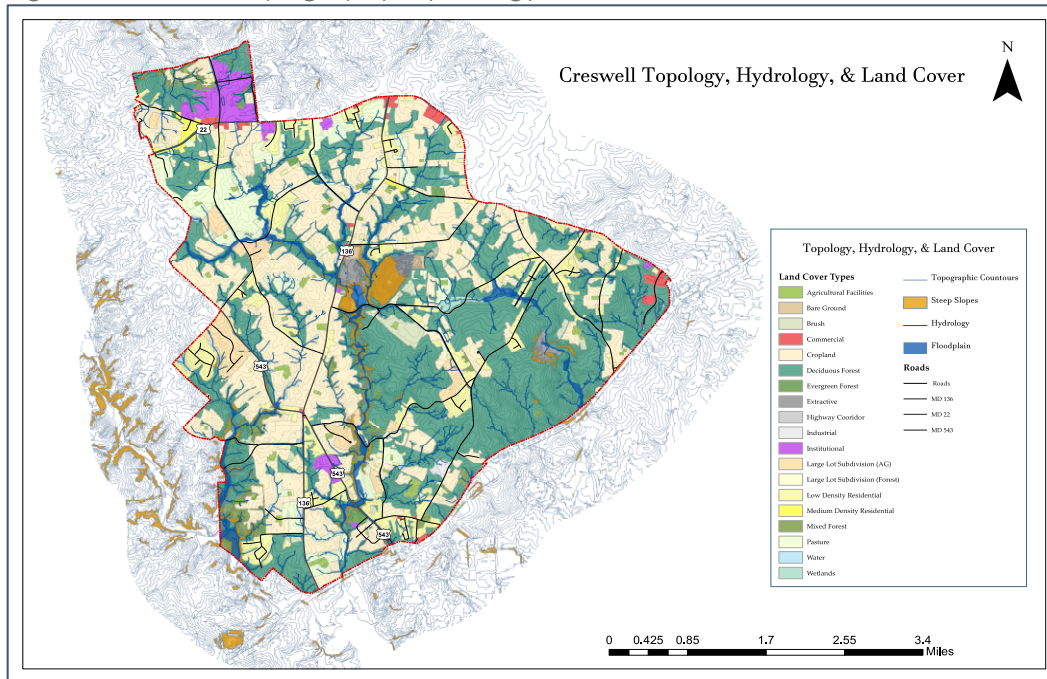 N
Creswell Topology, Hydrology, & Land Cover
22
136
543
543
136
543
Topology, Hydrology, & Land Cover
Land Cover Types
Agricultural Facilities
Bare Ground
Brush
Commercial
Cropland
Deciduous Forest
Evergreen Forest
Extractive
Highway Cooridor
Industrial
Institutional
Large Lot Subdivision (AG)
Large Lot Subdivision (Forest)
Low Density Residential
Medium Density Residential
Mixed Forest
Pasture
Water
Wetlands
Topographic Countours
Steep Slopes
Hydrology
Floodplain
Roads
Roads
MD 136
MD 22
MD 543
0 0.425 0.85 1.7 2.55 3.4
Miles